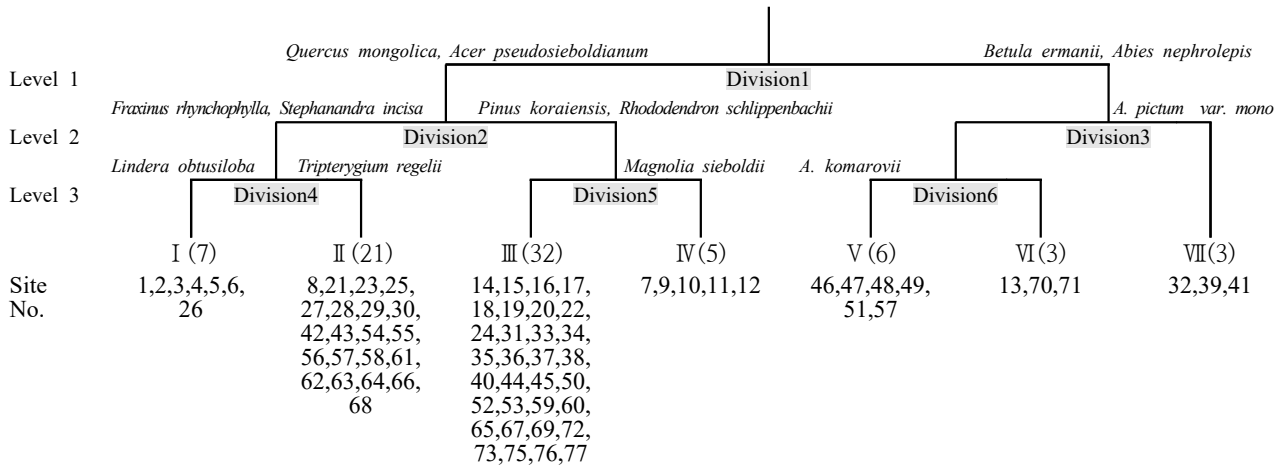 Quercus mongolica, Acer pseudosieboldianum
Betula ermanii, Abies nephrolepis
Level 1
Division1
Fraxinus rhynchophylla, Stephanandra incisa
Pinus koraiensis, Rhododendron schlippenbachii
A. pictum var. mono
Level 2
Division2
Division3
Lindera obtusiloba
Tripterygium regelii
Magnolia sieboldii
A. komarovii
Level 3
Division4
Division5
Division6
Ⅰ(7)
Ⅱ(21)
Ⅲ(32)
Ⅳ(5)
Ⅴ(6)
Ⅵ(3)
Ⅶ(3)
Site
No.
1,2,3,4,5,6,
26
8,21,23,25,
27,28,29,30,
42,43,54,55,
56,57,58,61,
62,63,64,66,
68
14,15,16,17,
18,19,20,22,
24,31,33,34,
35,36,37,38,
40,44,45,50,
52,53,59,60,
65,67,69,72,
73,75,76,77
7,9,10,11,12
46,47,48,49,
51,57
13,70,71
32,39,41